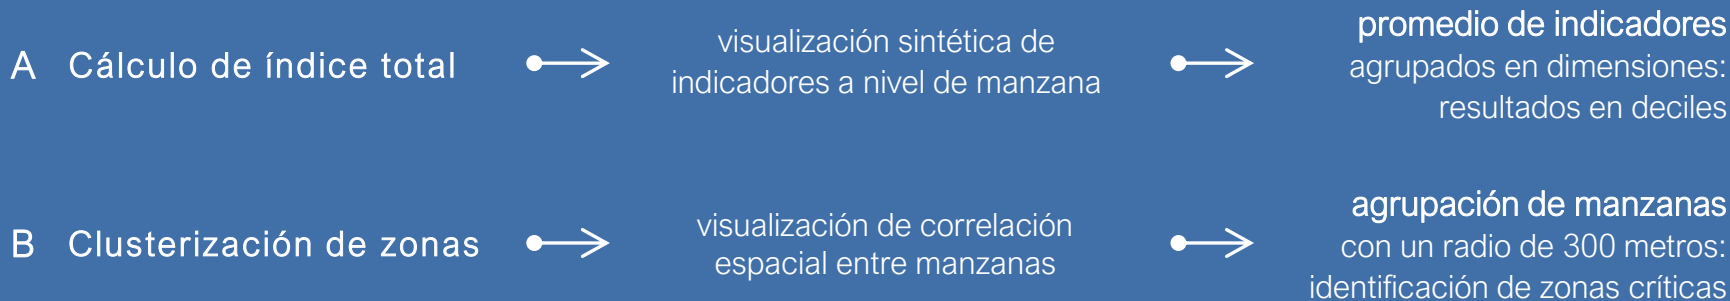 A Cálculo de índice total
visualización sintética de
indicadores a nivel de manzana
promedio de indicadores
agrupados en dimensiones:
resultados en deciles
B Clusterización de zonas
visualización de correlación
espacial entre manzanas
agrupación de manzanas
con un radio de 300 metros:
identificación de zonas críticas